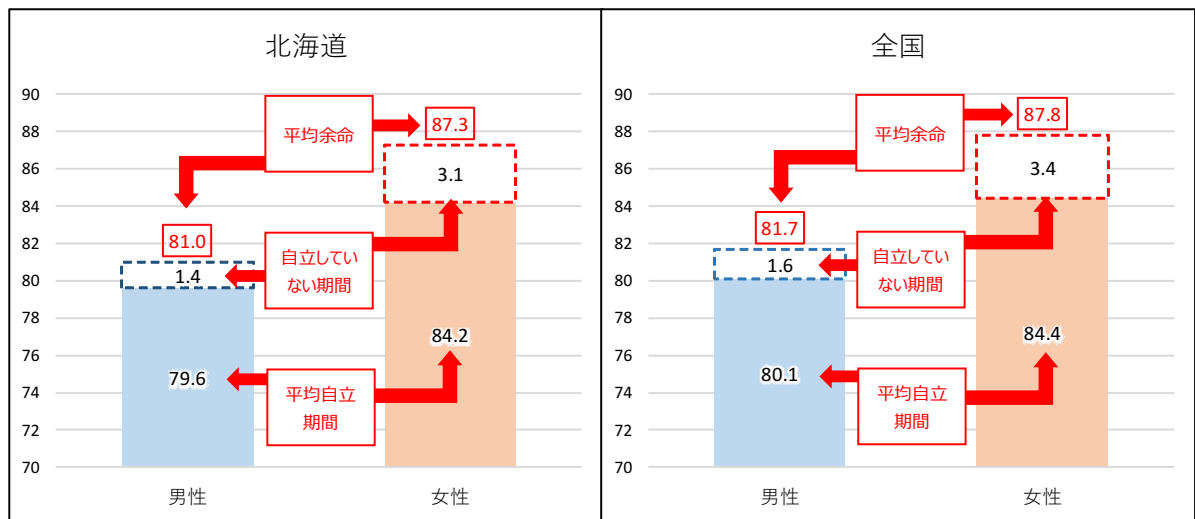 北海道
90
88
86
84
82
80
78
76
74
72
70
平均余命
87.3
3.1
81.0
1.4
自立してい
ない期間
84.2
79.6
平均自立
期間
男性
女性
全国
90
88
86
84
82
80
78
76
74
72
70
平均余命
87.8
3.4
81.7
1.6
自立してい
ない期間
84.4
80.1
平均自立
期間
男性
女性